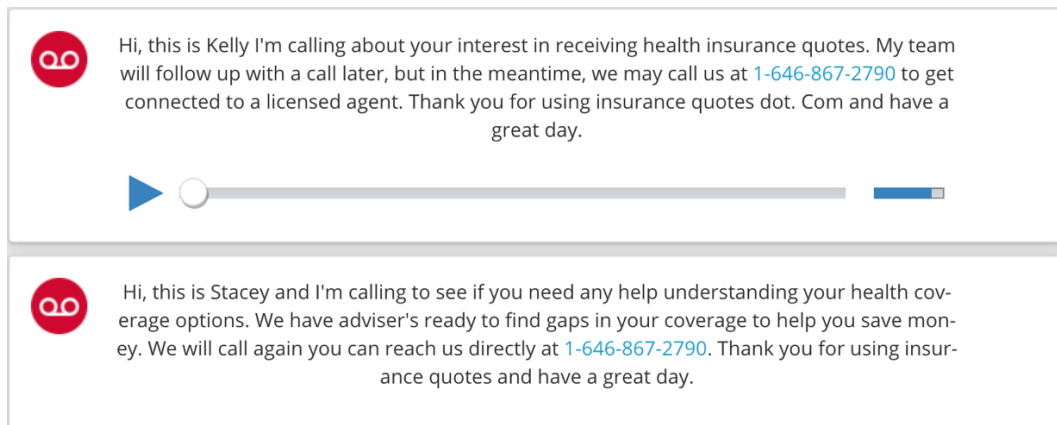 Hi, this is Kelly I'm calling about your interest in receiving health insurance quotes. My team
will follow up with a call later, but in the meantime, we may call us at 1-646-867-2790 to get
connected to a licensed agent. Thank you for using insurance quotes dot. Com and have a
great day.
Hi, this is Stacey and I'm calling to see if you need any help understanding your health cov-
erage options. We have adviser's ready to find gaps in your coverage to help you save mon-
ey. We will call again you can reach us directly at 1-646-867-2790. Thank you for using insur-
ance quotes and have a great day.